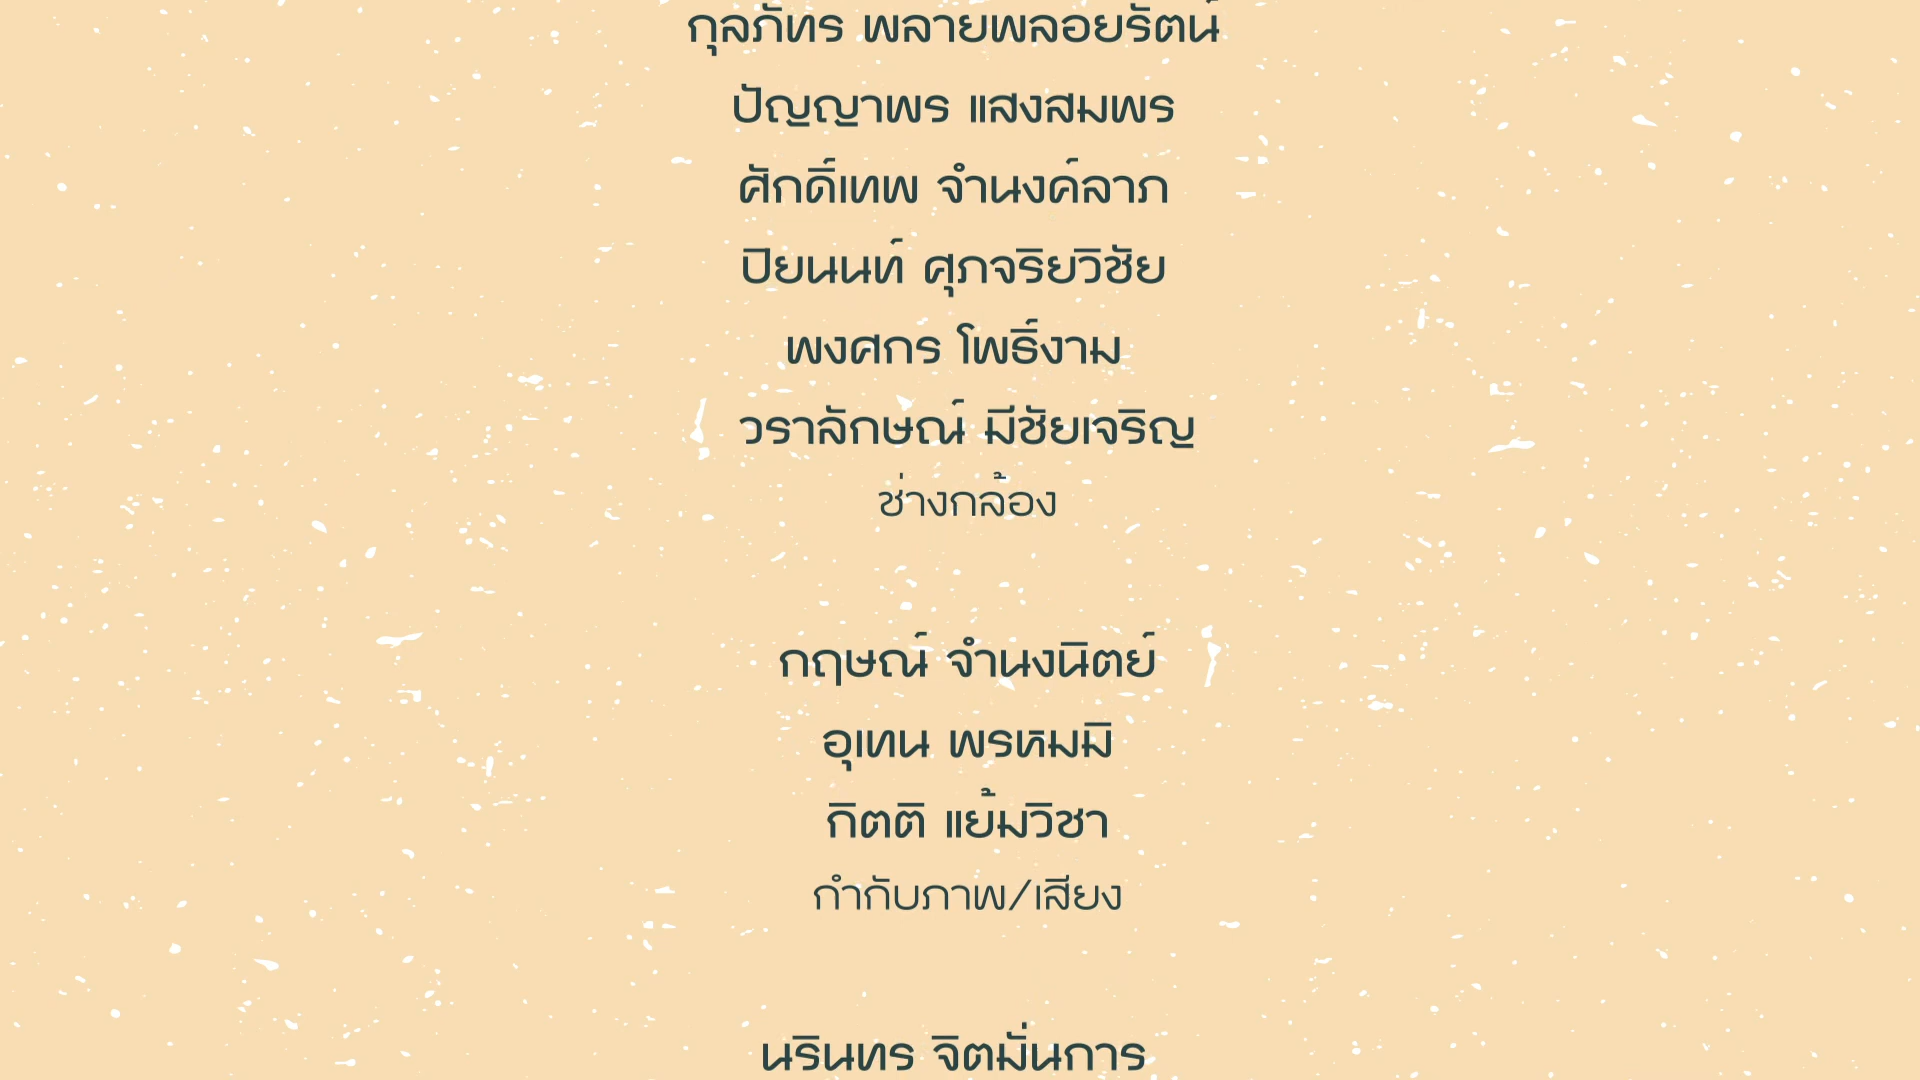 กุลภัทร พลายพลอยรัตน์
ปัญญาพร แสงสมพร
ศักดิ์เทพ จำนงค์ลาภ
ปิยนนท์ ศุภจริยวิชัย
พงศกร โพธิ์งาม
วราลักษณ์ มีชัยเจริญ
ช่างกล้อง
กฤษณ์ จำนงนิตย์
อุเทน พรหมมิ
กิตติ แย้มวิชา
กำกับภาพ/เสียง
นรินทร จิตมั่นการ